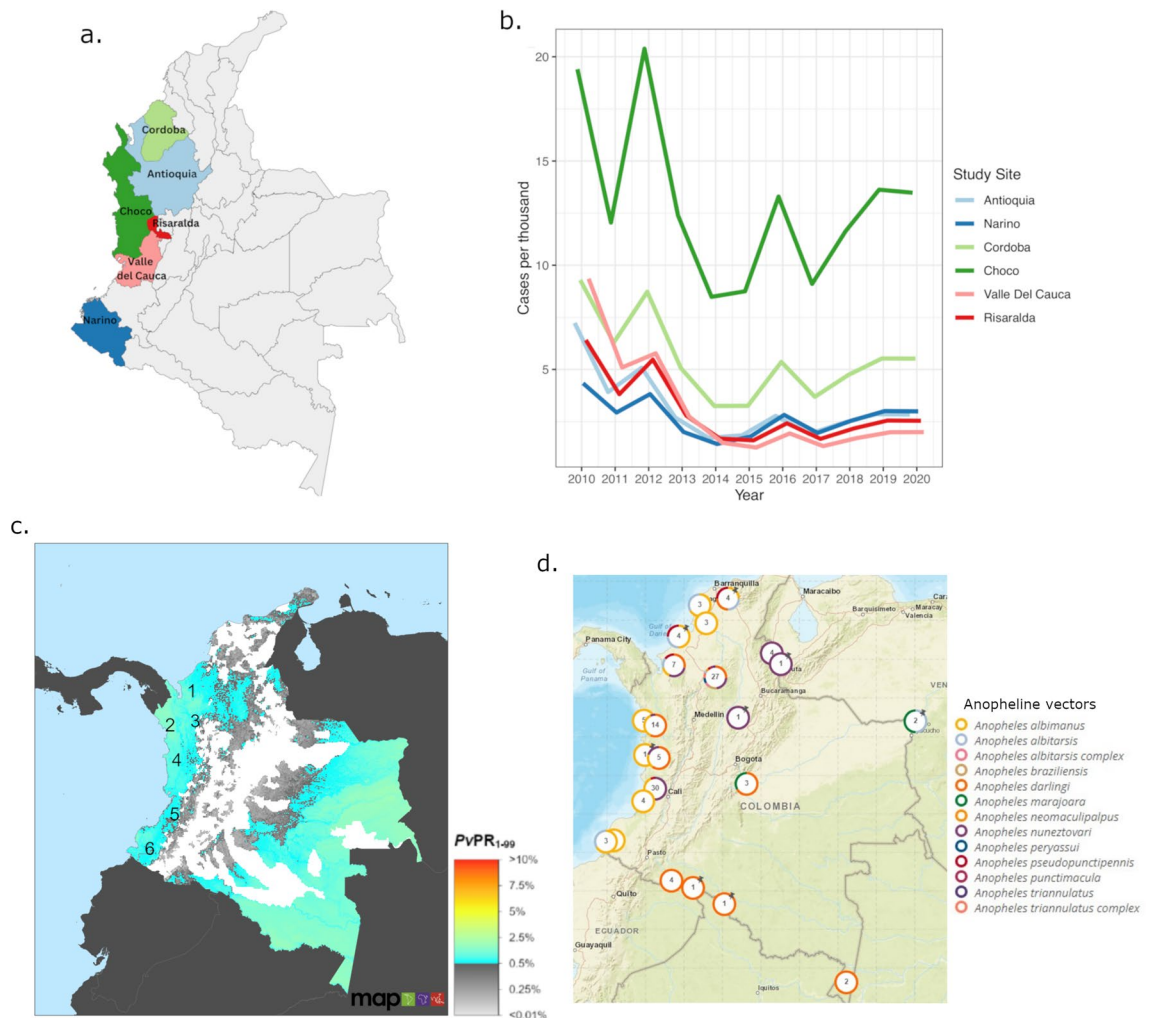 a.
Cordoba
Antioquia
Choco
Risaralda
Valle
del Cauca
Narino
b.
Cases per thousand
20
15
10
5
2010 2011 2012 2013 2014 2015 2016 2017 2018 2019 2020
Year
Study Site
Antioquia
Narino
Cordoba
Choco
Valle Del Cauca
Risaralda
c.
1
2
3
4
5
6
PvPR1-99
>10%
7.5%
5%
2.5%
0.5%
0.25%
<0.01%
map
d.
Barranquilla
Maracaibo
Barquisimeto
Maracay
Valencia
Panama City
Gulf of
Panama
Bucaramanga
Medellín
Bogota
Cali
COLOMBIA
Pasto
Quito
ECUADOR
Guayaquil
Iquitos
VEN
4
3
3
4
7
27
4
1
1
2
14
5
30
4
3
3
4
1
1
2
Anopheline vectors
Anopheles albimanus
Anopheles albitarsis
Anopheles albitarsis complex
Anopheles braziliensis
Anopheles darlingi
Anopheles marajoara
Anopheles neomaculipalpus
Anopheles nuneztovari
Anopheles peryassui
Anopheles pseudopunctipennis
Anopheles punctimacula
Anopheles triannulatus
Anopheles triannulatus complex